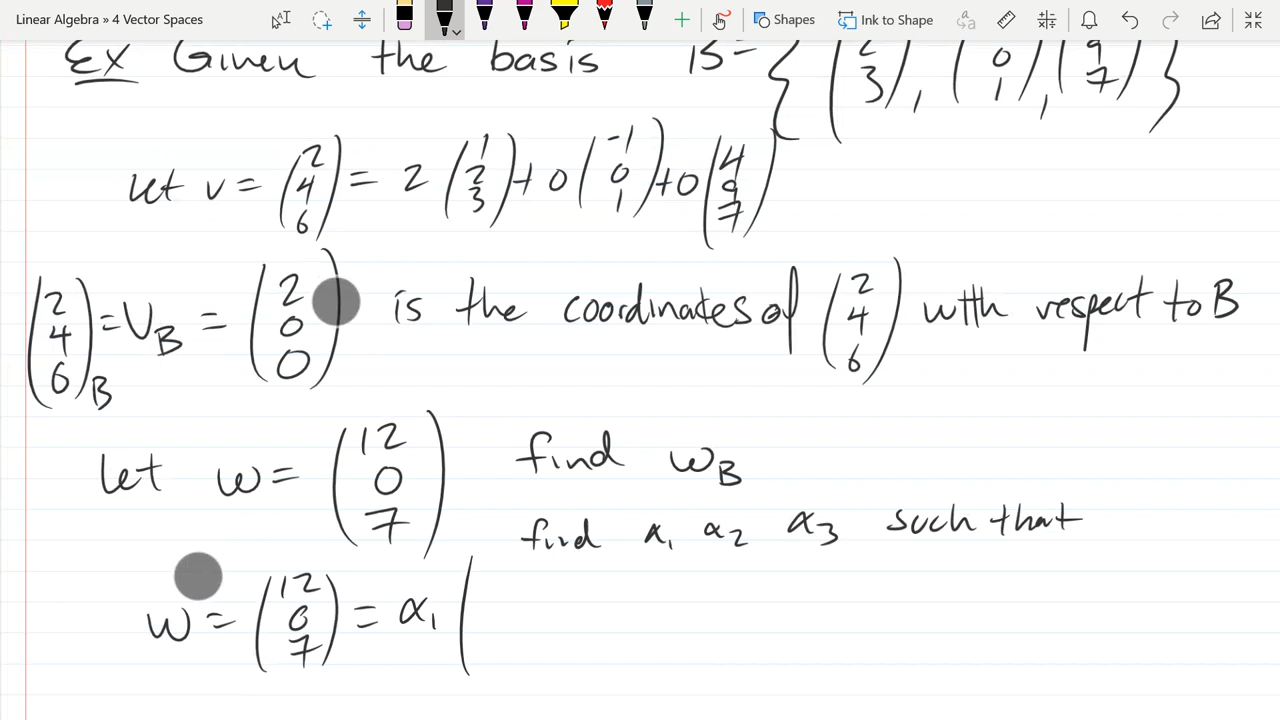 Linear Algebra » 4 Vector Spaces
Shapes
Ink to Shape
Ex Given the basis B = { ( 2 3 ), ( 0 1 ), ( 9 7 ) }
let v = ( 2 4 6 ) = 2 ( 1 2 3 ) + 0 ( -1 0 1 ) + 0 ( 4 9 7 )
( 2 4 6 )B = VB = ( 2 0 0 ) is the coordinates of ( 2 4 6 ) with respect to B
let w = ( 12 0 7 ) find wB
find α1 α2 α3 such that
w = ( 12 0 7 ) = α1 (